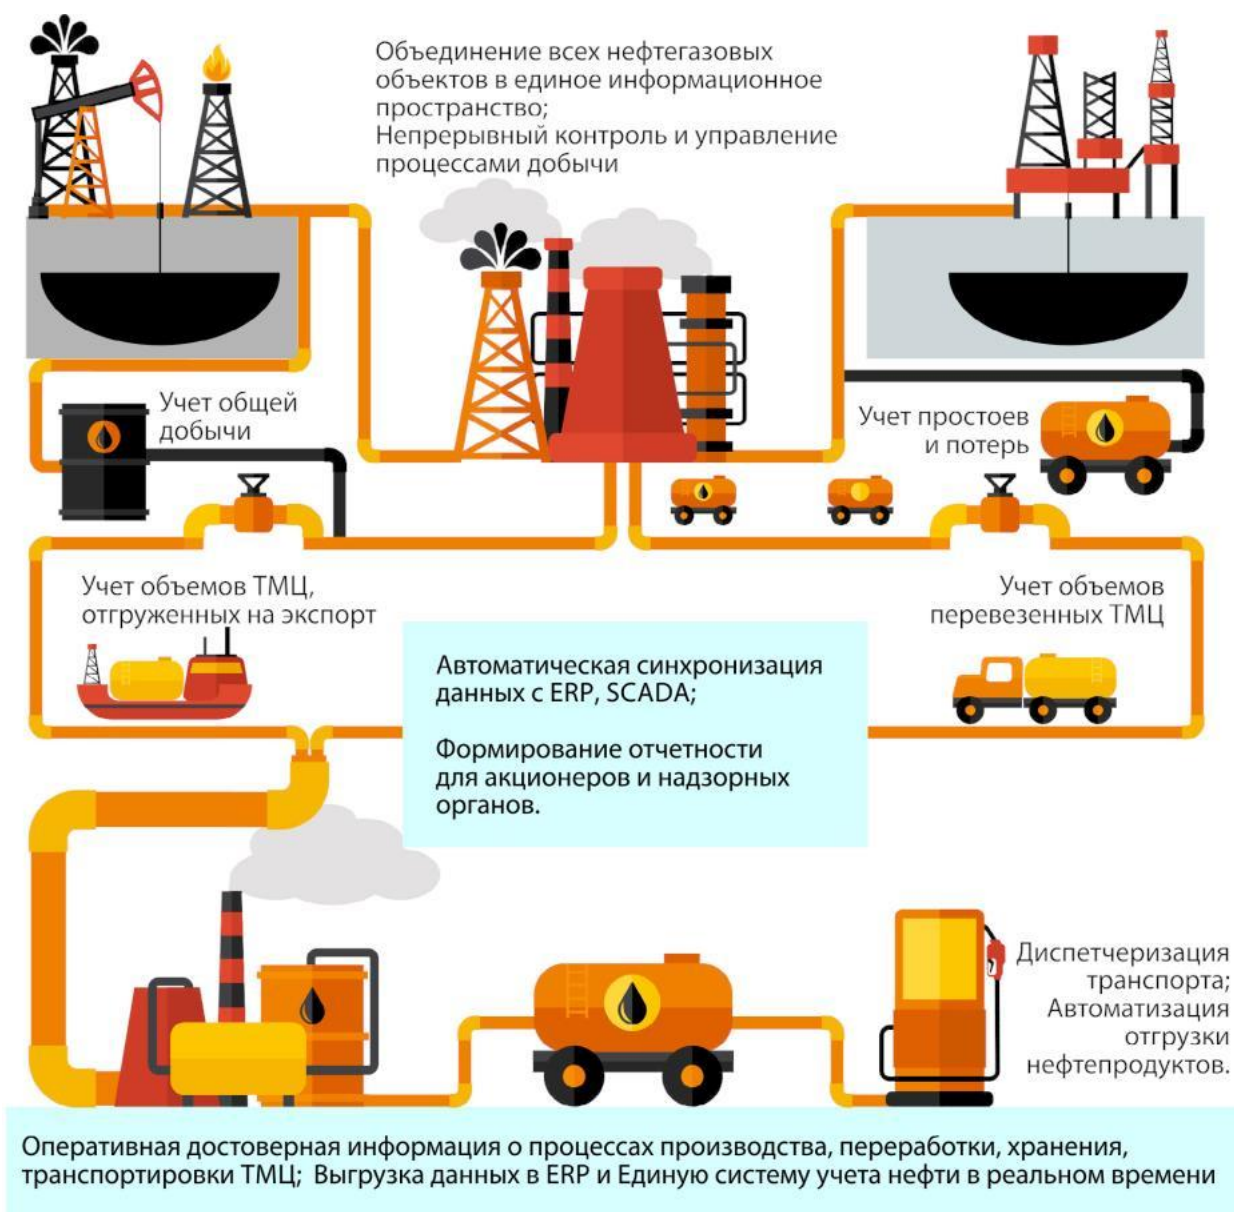 Объединение всех нефтегазовых
объектов в единое информационное
пространство;
Непрерывный контроль и управление
процессами добычи
Учет общей
добычи
Учет простоев
и потерь
Учет объемов ТМЦ,
отгруженных на экспорт
Учет объемов
перевезенных ТМЦ
Автоматическая синхронизация
данных с ERP, SCADA;
Формирование отчетности
для акционеров и надзорных
органов.
Диспетчеризация
транспорта;
Автоматизация
отгрузки
нефтепродуктов.
Оперативная достоверная информация о процессах производства, переработки, хранения,
транспортировки ТМЦ; Выгрузка данных в ERP и Единую систему учета нефти в реальном времени